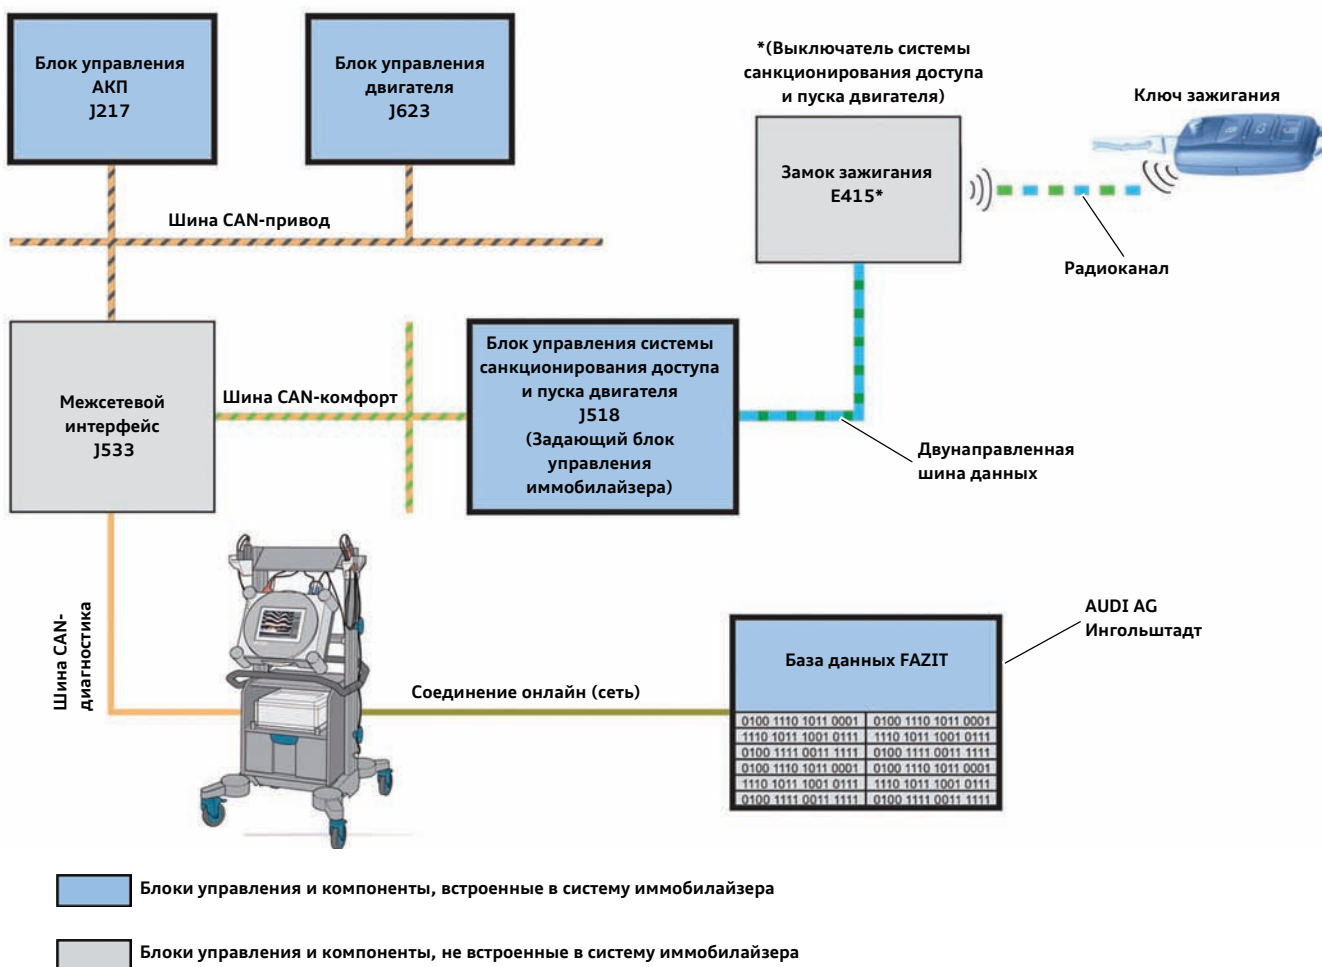 Блок управления
АКП
J217
Блок управления
двигателя
J623
*(Выключатель системы
санкционирования доступа
и пуска двигателя)
Ключ зажигания
Замок зажигания
E415*
Шина CAN-привод
Радиоканал
Межсетевой
интерфейс
J533
Шина CAN-комфорт
Блок управления системы
санкционирования доступа
и пуска двигателя
J518
(Задающий блок
управления
иммобилайзера)
Двунаправленная
шина данных
Шина CAN-
диагностика
Соединение онлайн (сеть)
База данных FAZIT
AUDI AG
Ингольштадт
0100 1110 1011 0001 0100 1110 1011 0001
1110 1011 1001 0111 1110 1011 1001 0111
0100 1111 0011 1111 0100 1111 0011 1111
0100 1110 1011 0001 0100 1110 1011 0001
1110 1011 1001 0111 1110 1011 1001 0111
0100 1111 0011 1111 0100 1111 0011 1111
Блоки управления и компоненты, встроенные в систему иммобилайзера
Блоки управления и компоненты, не встроенные в систему иммобилайзера